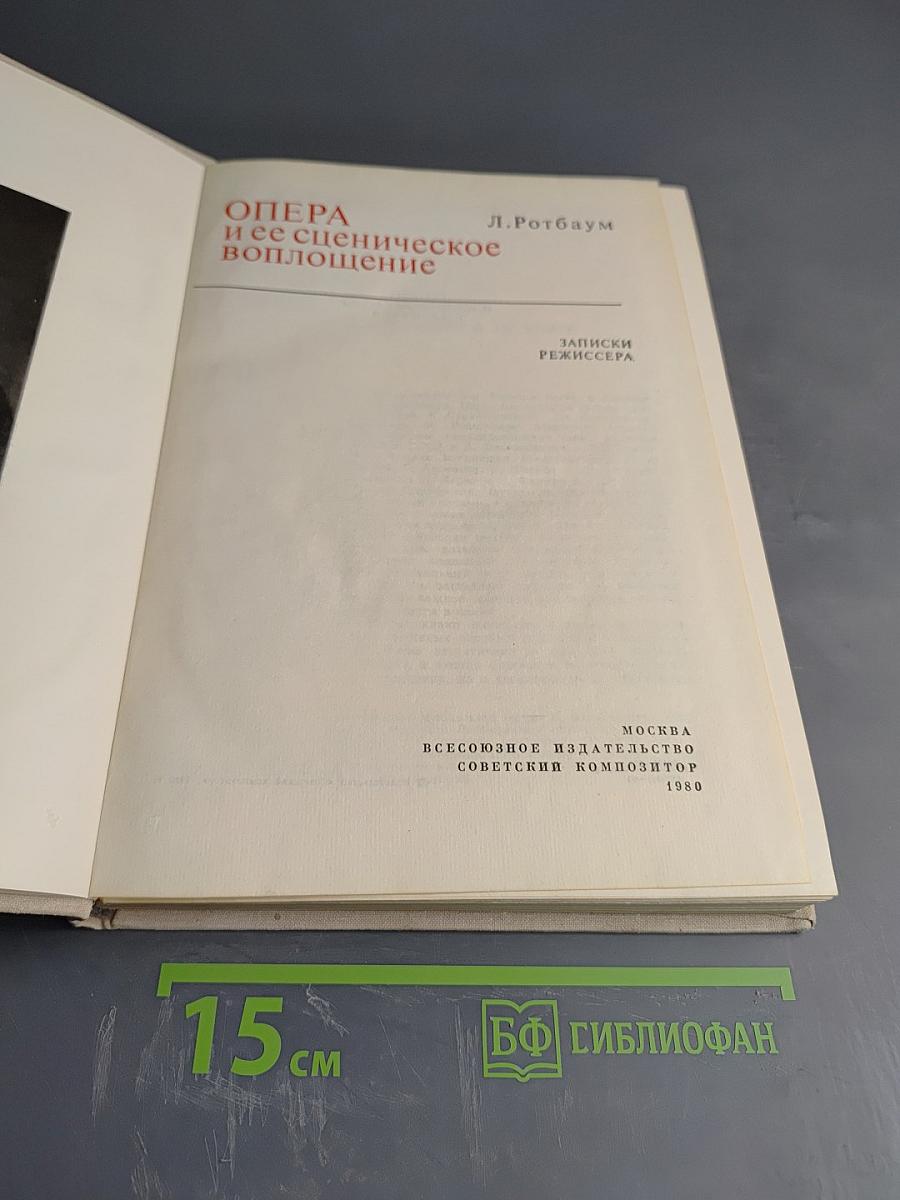 ОПЕРА
и ее сценическое
воплощение
Л.Ротбаум
ЗАПИСКИ
РЕЖИССЕРА
МОСКВА
ВСЕСОЮЗНОЕ ИЗДАТЕЛЬСТВО
СОВЕТСКИЙ КОМПОЗИТОР
1980
15 см
БФ БИБЛИОФАН